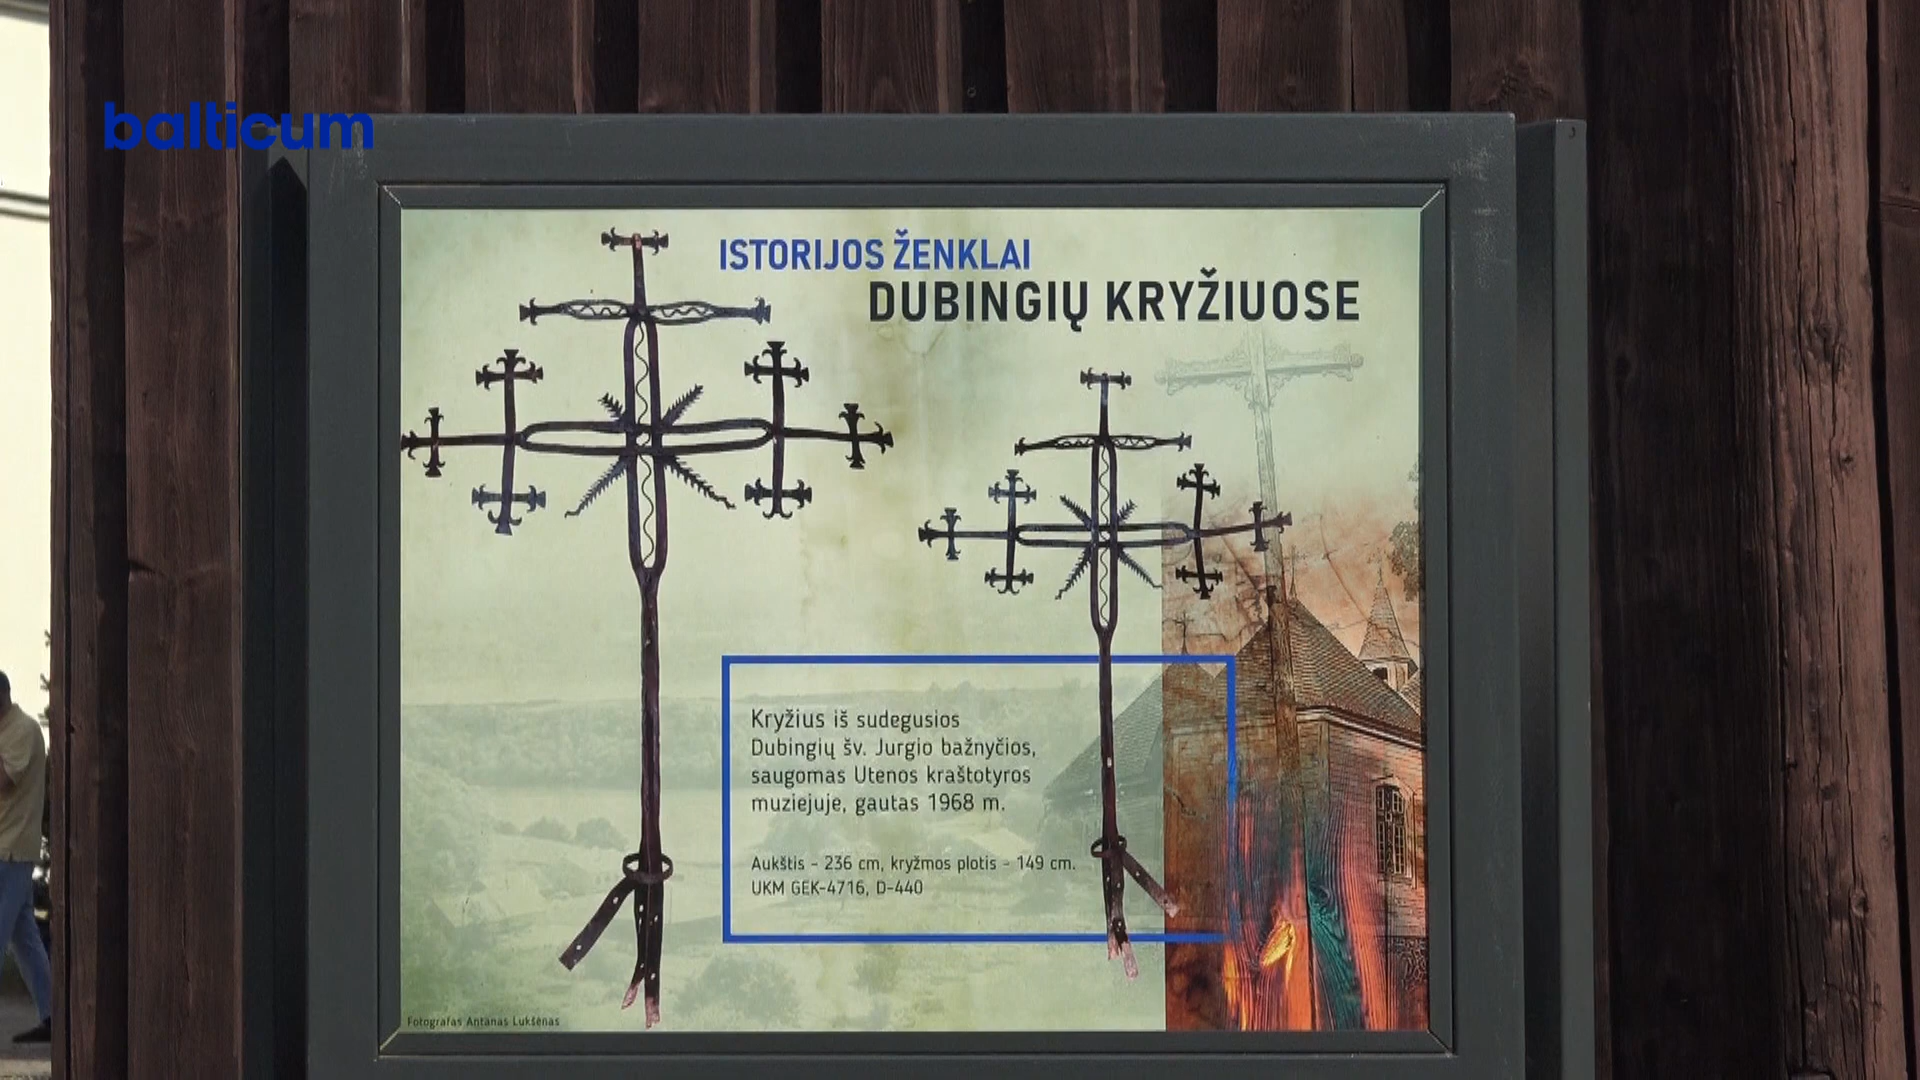 balticum
ISTORIJOS ŽENKLAI
DUBINGIŲ KRYŽIUOSE
Kryžius iš sudegusios
Dubingių šv. Jurgio bažnyčios,
saugomas Utenos kraštotyros
muziejuje, gautas 1968 m.
Aukštis - 236 cm, kryžmos plotis - 149 cm.
UKM GEK-4716, D-440
Fotografas Antanas Lukšėnas